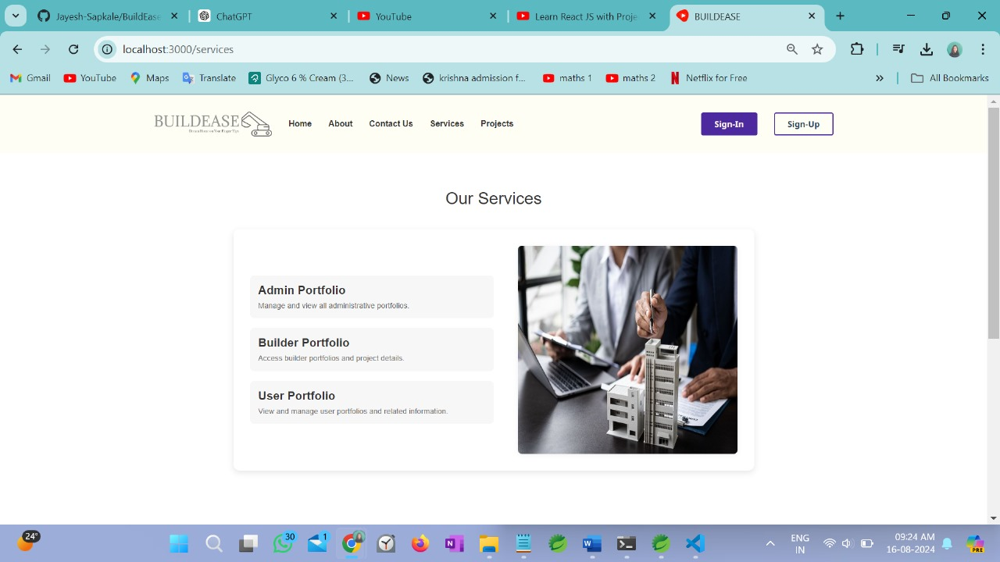 Jayesh-Sapkale/BuildEase
ChatGPT
YouTube
Learn React JS with Proje
BUILDEASE
localhost:3000/services
Gmail
YouTube
Maps
Translate
Glyco 6 % Cream (3...
News
krishna admission f...
maths 1
maths 2
Netflix for Free
»
All Bookmarks
BUILDEASE
Home
About
Contact Us
Services
Projects
Sign-In
Sign-Up
Our Services
Admin Portfolio
Manage and view all administrative portfolios.
Builder Portfolio
Access builder portfolios and project details.
User Portfolio
View and manage user portfolios and related information.
24°
30
1
ENG
IN
09:24 AM
16-08-2024
PRE